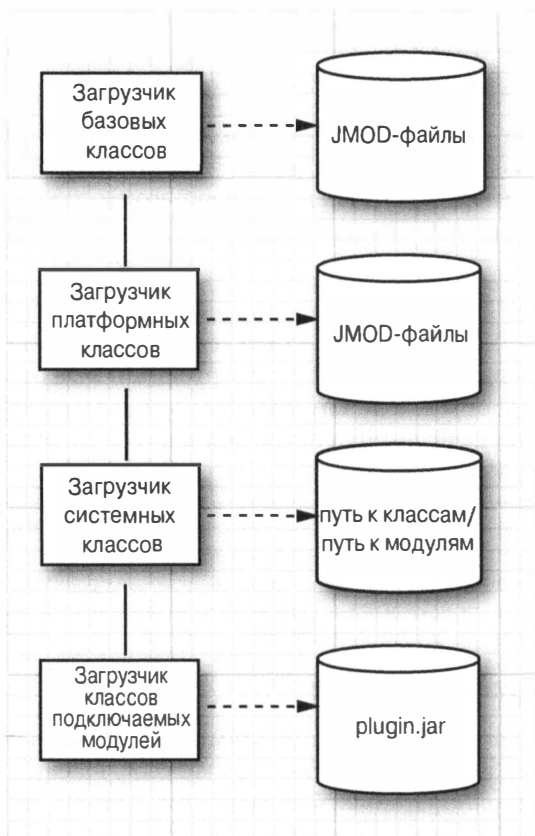 Загрузчик
базовых
классов
JMOD-файлы
Загрузчик
платформных
классов
JMOD-файлы
Загрузчик
системных
классов
путь к классам/
путь к модулям
Загрузчик
классов
подключаемых
модулей
plugin.jar